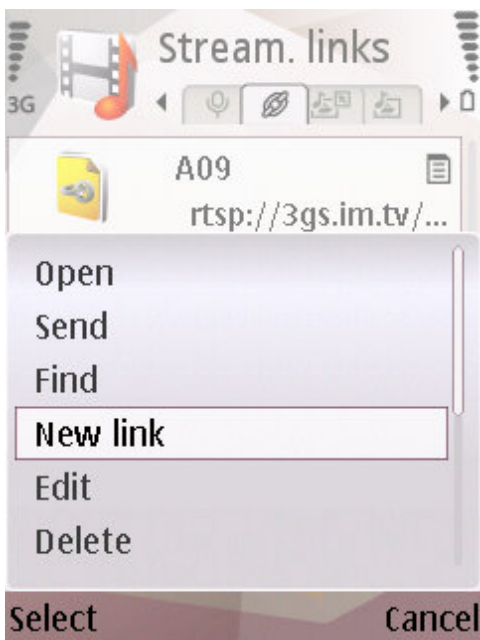 Stream. links
3G
A09
rtsp://3gs.im.tv/...
Open
Send
Find
New link
Edit
Delete
Select Cancel